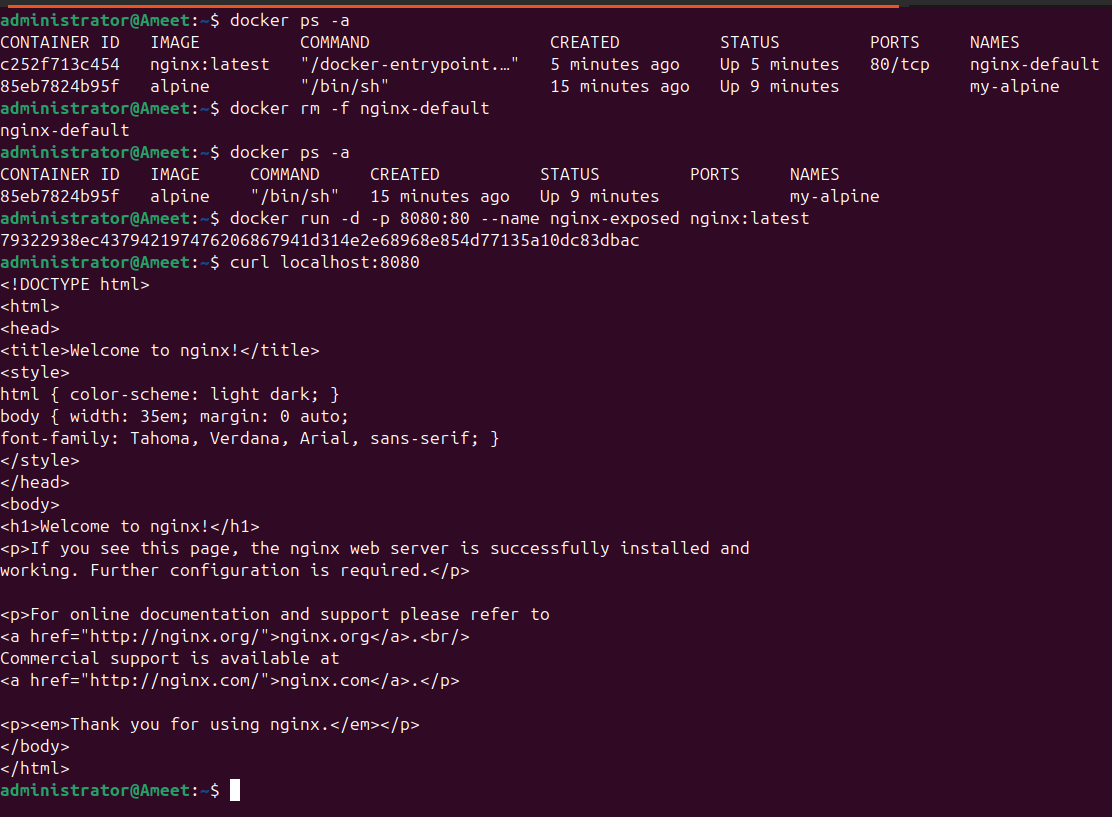 administrator@Ameet:~$ docker ps -a
CONTAINER ID   IMAGE          COMMAND                  CREATED          STATUS         PORTS     NAMES
c252f713c454   nginx:latest   "/docker-entrypoint.…"   5 minutes ago    Up 5 minutes   80/tcp    nginx-default
85eb7824b95f   alpine         "/bin/sh"                15 minutes ago   Up 9 minutes             my-alpine
administrator@Ameet:~$ docker rm -f nginx-default
nginx-default
administrator@Ameet:~$ docker ps -a
CONTAINER ID   IMAGE     COMMAND     CREATED          STATUS         PORTS     NAMES
85eb7824b95f   alpine    "/bin/sh"   15 minutes ago   Up 9 minutes             my-alpine
administrator@Ameet:~$ docker run -d -p 8080:80 --name nginx-exposed nginx:latest
79322938ec437942197476206867941d314e2e68968e854d77135a10dc83dbac
administrator@Ameet:~$ curl localhost:8080
<!DOCTYPE html>
<html>
<head>
<title>Welcome to nginx!</title>
<style>
html { color-scheme: light dark; }
body { width: 35em; margin: 0 auto;
font-family: Tahoma, Verdana, Arial, sans-serif; }
</style>
</head>
<body>
<h1>Welcome to nginx!</h1>
<p>If you see this page, the nginx web server is successfully installed and
working. Further configuration is required.</p>

<p>For online documentation and support please refer to
<a href="http://nginx.org/">nginx.org</a>.<br/>
Commercial support is available at
<a href="http://nginx.com/">nginx.com</a>.</p>

<p><em>Thank you for using nginx.</em></p>
</body>
</html>
administrator@Ameet:~$